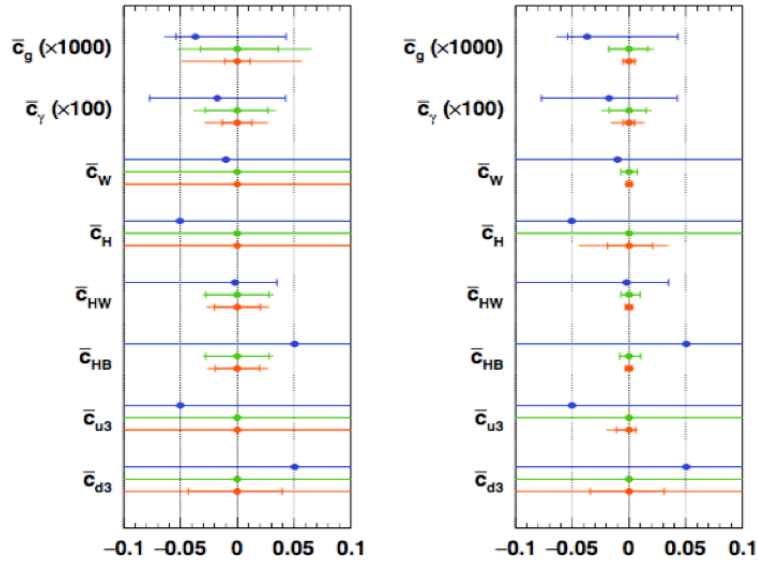 c̄g (×1000)
c̄γ (×100)
c̄W
c̄H
c̄HW
c̄HB
c̄u3
c̄d3
−0.1 −0.05 0 0.05 0.1
c̄g (×1000)
c̄γ (×100)
c̄W
c̄H
c̄HW
c̄HB
c̄u3
c̄d3
−0.1 −0.05 0 0.05 0.1